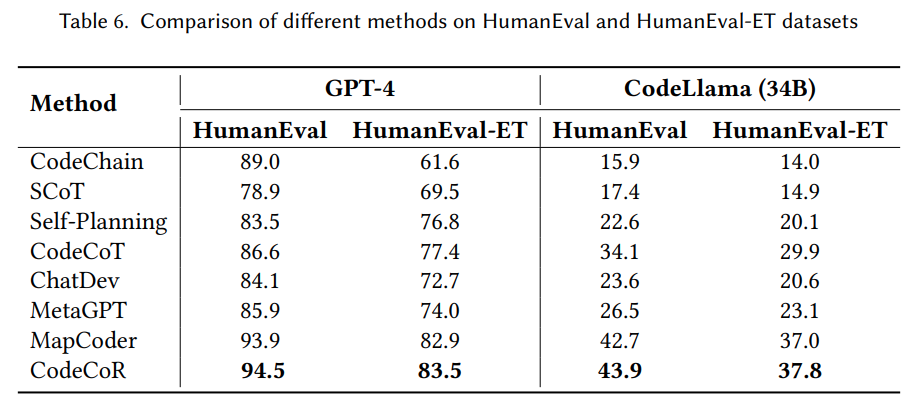 Table 6. Comparison of different methods on HumanEval and HumanEval-ET datasets
Method GPT-4 CodeLlama (34B)
HumanEval HumanEval-ET HumanEval HumanEval-ET
CodeChain 89.0 61.6 15.9 14.0
SCoT 78.9 69.5 17.4 14.9
Self-Planning 83.5 76.8 22.6 20.1
CodeCoT 86.6 77.4 34.1 29.9
ChatDev 84.1 72.7 23.6 20.6
MetaGPT 85.9 74.0 26.5 23.1
MapCoder 93.9 82.9 42.7 37.0
CodeCoR 94.5 83.5 43.9 37.8